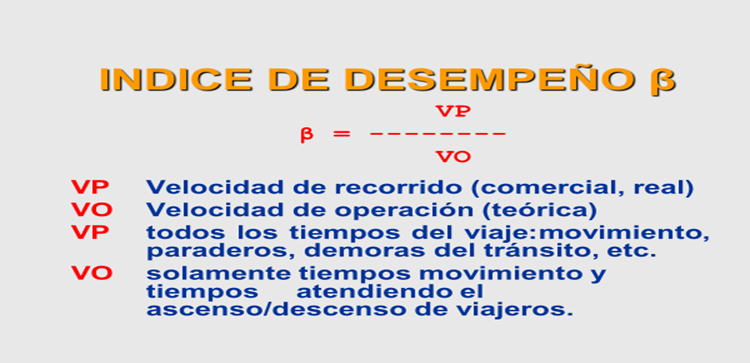 INDICE DE DESEMPEÑO β
VP
β = --------
VO
VP Velocidad de recorrido (comercial, real)
VO Velocidad de operación (teórica)
VP todos los tiempos del viaje:movimiento,
paraderos, demoras del tránsito, etc.
VO solamente tiempos movimiento y
tiempos atendiendo el
ascenso/descenso de viajeros.